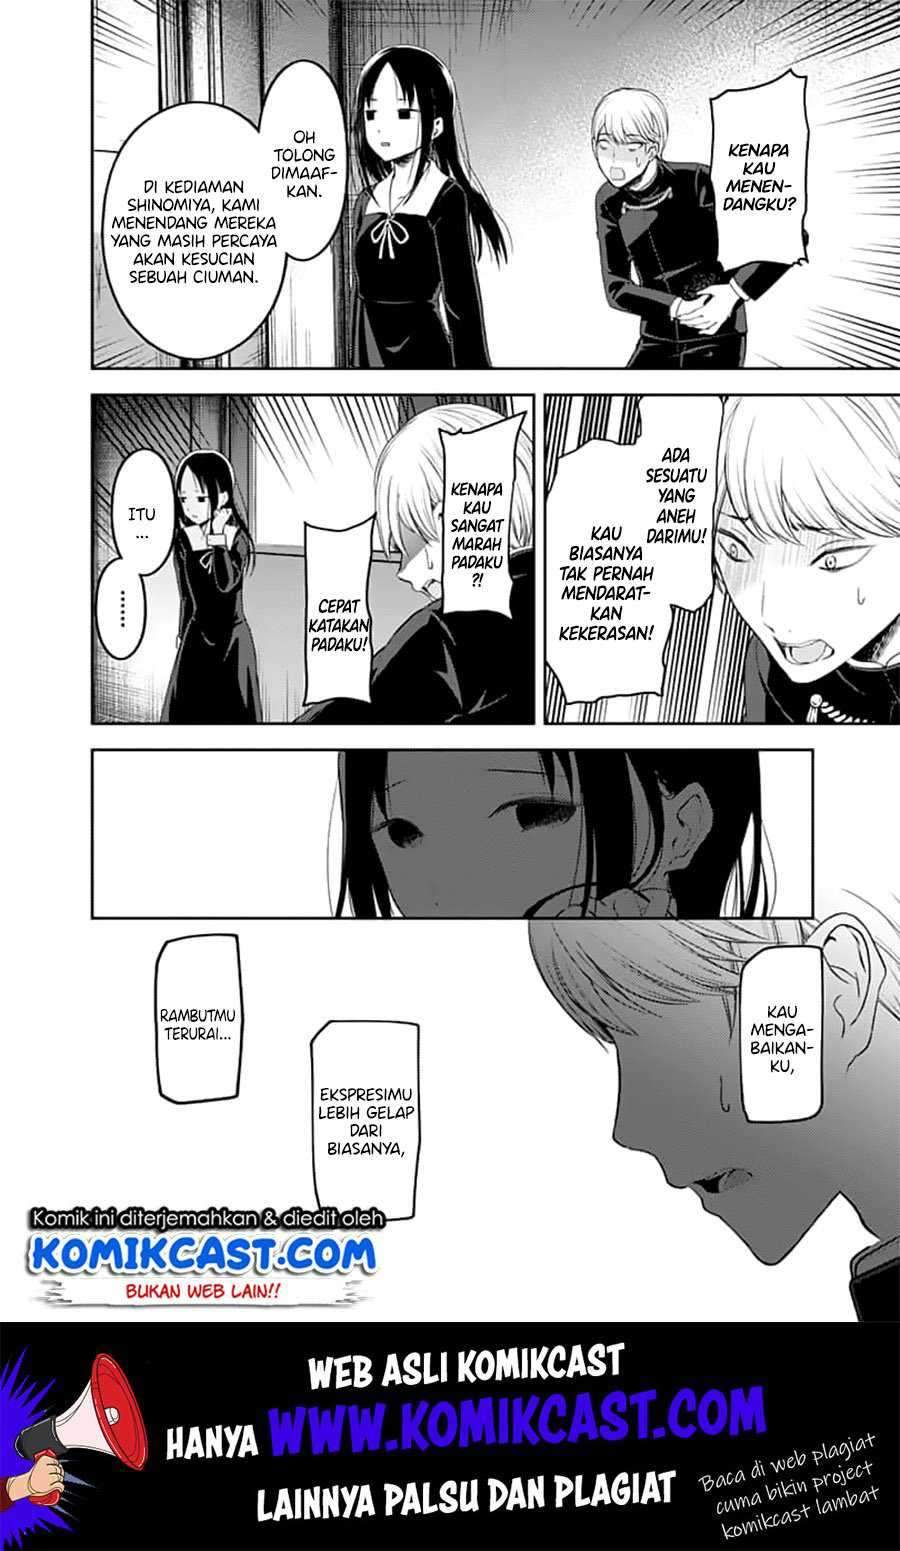 KENAPA
KAU
MENEN-
DANGKU?
OH
TOLONG
DIMAAF-
KAN.
DI KEDIAMAN
SHINOMIYA, KAMI
MENENDANG MEREKA
YANG MASIH PERCAYA
AKAN KESUCIAN
SEBUAH CIUMAN.
ADA
SESUATU
YANG
ANEH
DARIMU!
KAU
BIASANYA
TAK PERNAH
MENDARAT-
KAN
KEKERASAN!
KENAPA
KAU
SANGAT
MARAH
PADAKU
?!
CEPAT
KATAKAN
PADAKU!
ITU
...
......
KAU
MENGA-
BAIKAN-
KU,
EKSPRESIMU
LEBIH GELAP
DARI
BIASANYA,
RAMBUTMU
TERURAI...
Komik ini diterjemahkan & diedit oleh
KOMIKCAST.COM
BUKAN WEB LAIN!!
WEB ASLI KOMIKCAST
HANYA WWW.KOMIKCAST.COM
LAINNYA PALSU DAN PLAGIAT
Baca di web plagiat
cuma bikin project
komikcast lambat